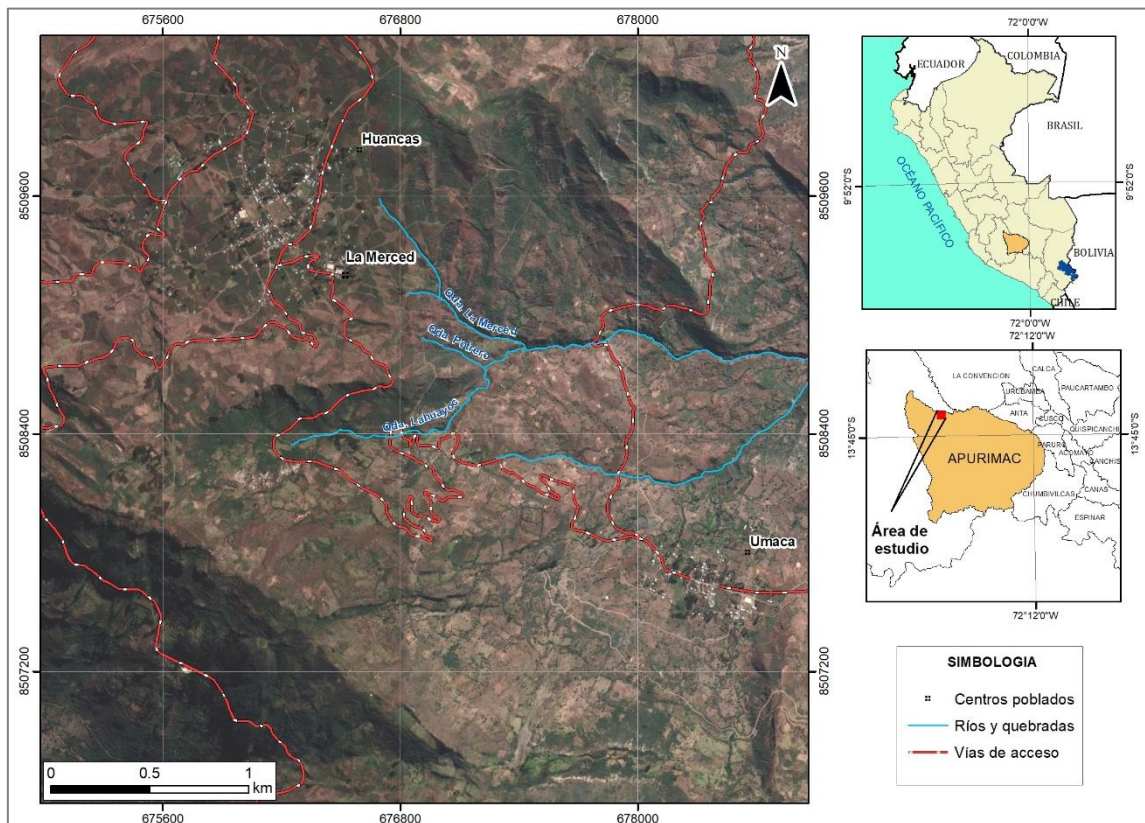 675600
676800
678000
8509600
8508400
8507200
N
Huancas
La Merced
Qda. La Merced
Qda. Potrero
Qda. Lahuayos
Umaca
0
0.5
1
km
675600
676800
678000
72°0'0"W
ECUADOR
COLOMBIA
BRASIL
OCÉANO PACÍFICO
9°52'0"S
9°52'0"S
BOLIVIA
CHILE
72°0'0"W
72°12'0"W
CALCA
LA CONVENCION
URUBAMBA
PAUCARTAMBO
ANTA
CUSCO
QUISPICANCHI
13°45'0"S
13°45'0"S
PARURO
ACOMAYO
CANCHIS
APURIMAC
CANAS
CHUMBIVILCAS
ESPINAR
Área de
estudio
72°12'0"W
SIMBOLOGIA
Centros poblados
Ríos y quebradas
Vías de acceso
8509600
8508400
8507200